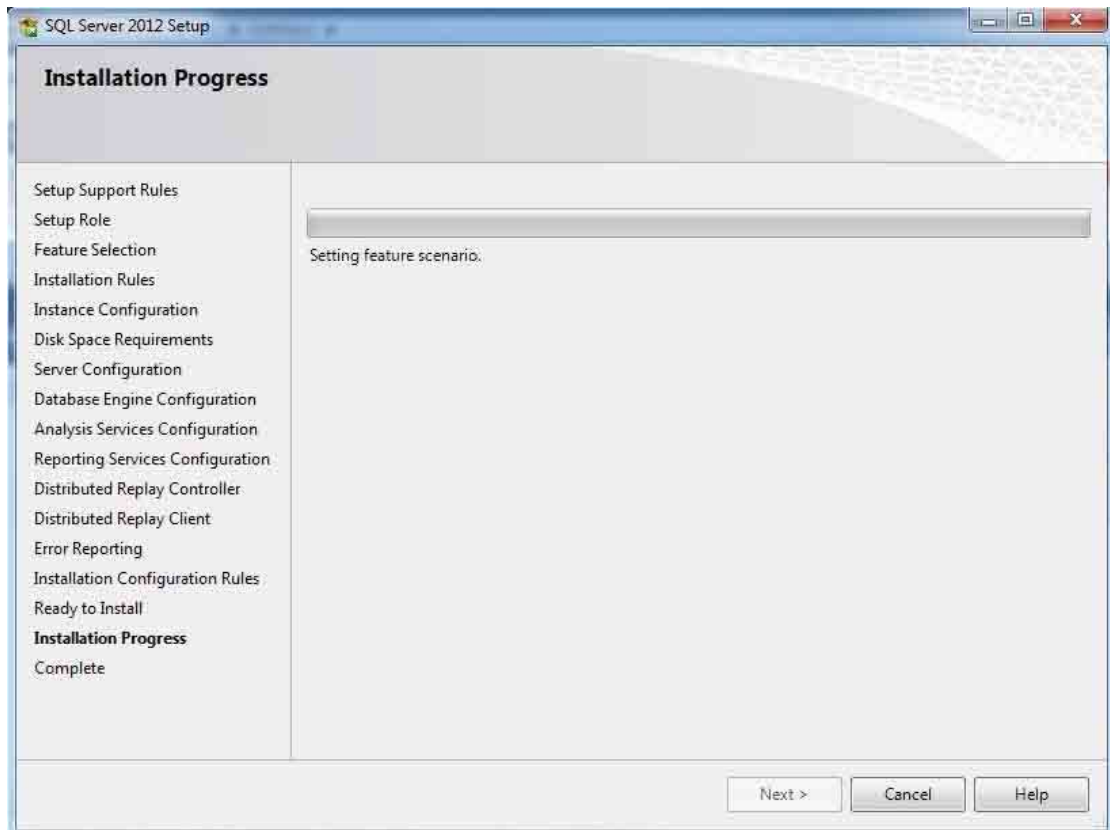 SQL Server 2012 Setup
Installation Progress
Setup Support Rules
Setup Role
Feature Selection
Installation Rules
Instance Configuration
Disk Space Requirements
Server Configuration
Database Engine Configuration
Analysis Services Configuration
Reporting Services Configuration
Distributed Replay Controller
Distributed Replay Client
Error Reporting
Installation Configuration Rules
Ready to Install
Installation Progress
Complete
Setting feature scenario.
Next >
Cancel
Help